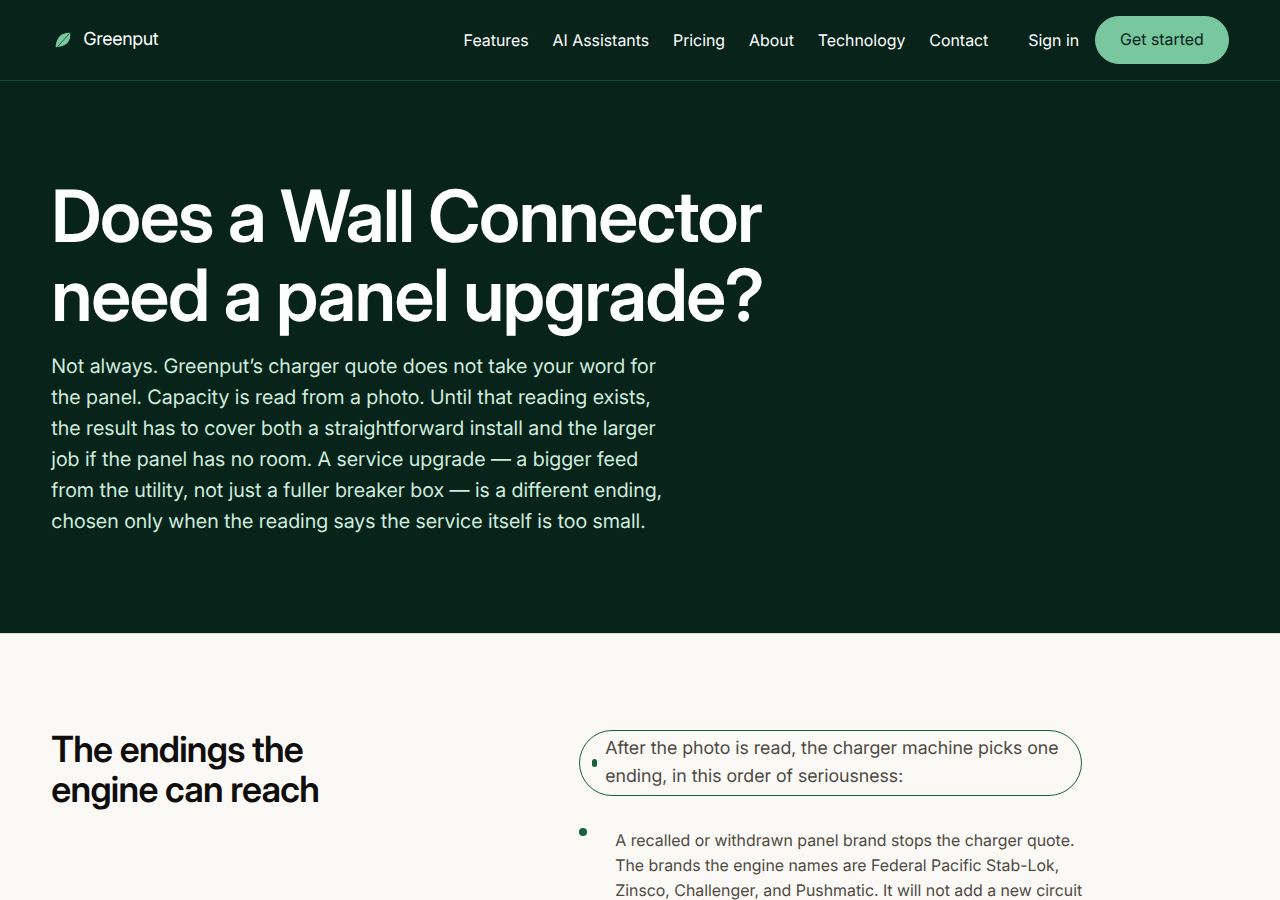 Greenput
Features AI Assistants Pricing About Technology Contact Sign in Get started
Does a Wall Connector
need a panel upgrade?
Not always. Greenput’s charger quote does not take your word for
the panel. Capacity is read from a photo. Until that reading exists,
the result has to cover both a straightforward install and the larger
job if the panel has no room. A service upgrade — a bigger feed
from the utility, not just a fuller breaker box — is a different ending,
chosen only when the reading says the service itself is too small.
The endings the
engine can reach
After the photo is read, the charger machine picks one
ending, in this order of seriousness:
A recalled or withdrawn panel brand stops the charger quote.
The brands the engine names are Federal Pacific Stab-Lok,
Zinsco, Challenger, and Pushmatic. It will not add a new circuit